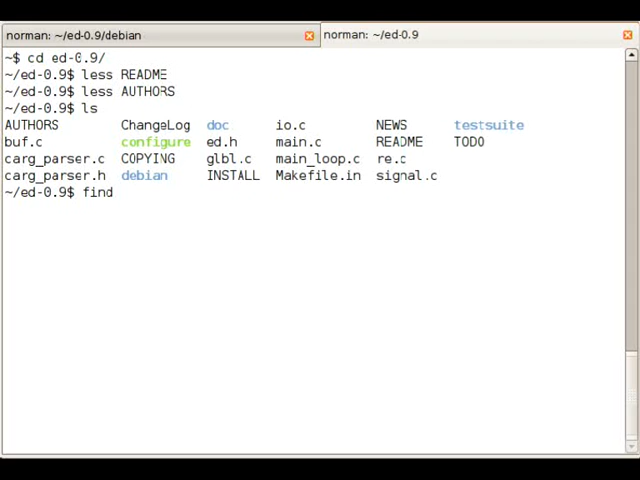 norman: ~/ed-0.9/debian norman: ~/ed-0.9
~$ cd ed-0.9/
~/ed-0.9$ less README
~/ed-0.9$ less AUTHORS
~/ed-0.9$ ls
AUTHORS ChangeLog doc io.c NEWS testsuite
buf.c configure ed.h main.c README TODO
carg_parser.c COPYING glbl.c main_loop.c re.c
carg_parser.h debian INSTALL Makefile.in signal.c
~/ed-0.9$ find